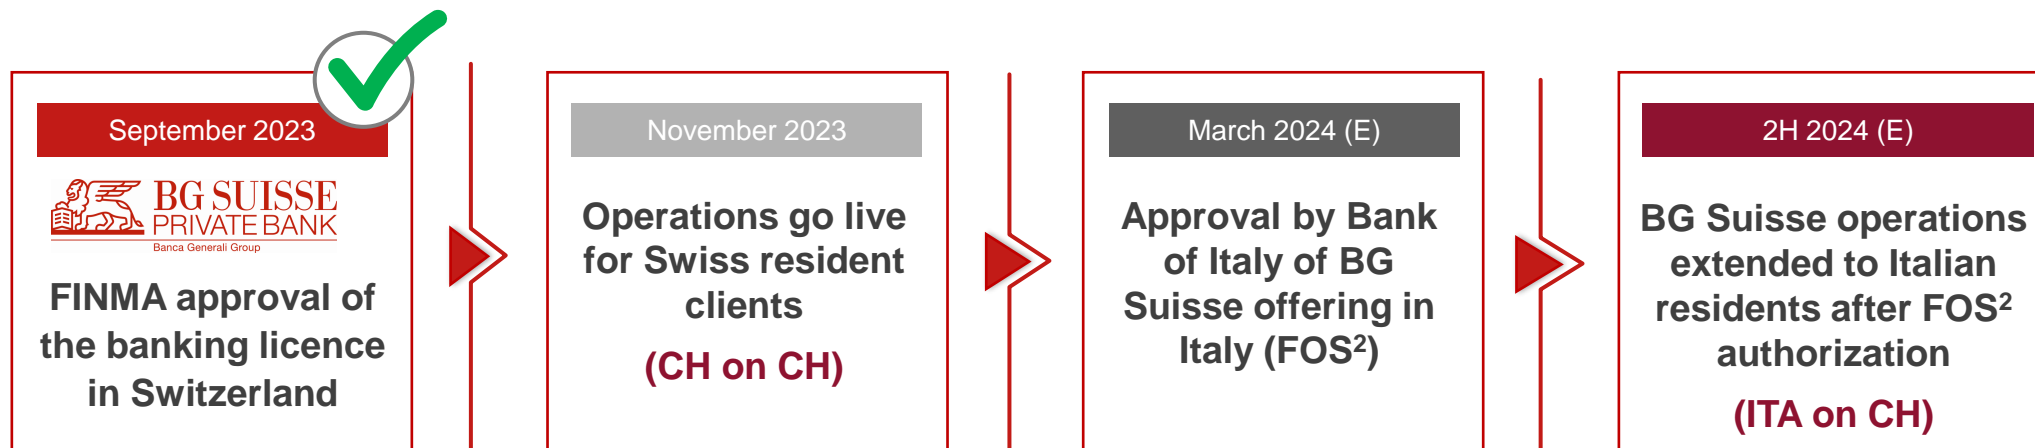 September 2023
BG SUISSE
PRIVATE BANK
Banca Generali Group
FINMA approval of
the banking licence
in Switzerland
November 2023
Operations go live
for Swiss resident
clients
(CH on CH)
March 2024 (E)
Approval by Bank
of Italy of BG
Suisse offering in
Italy (FOS²)
2H 2024 (E)
BG Suisse operations
extended to Italian
residents after FOS²
authorization
(ITA on CH)